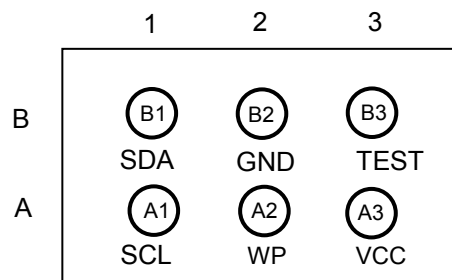 1 2 3
B B1 B2 B3
SDA GND TEST
A A1 A2 A3
SCL WP VCC